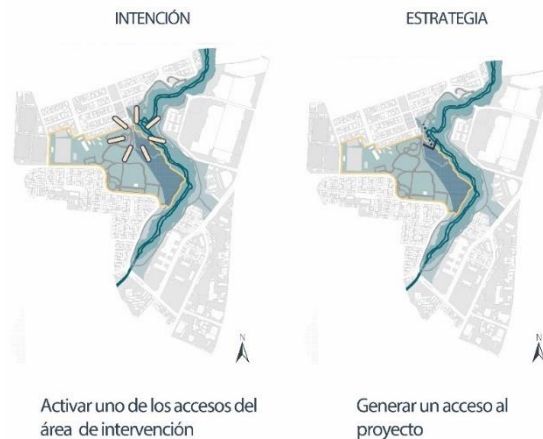 INTENCIÓN
ESTRATEGIA
N
N
Activar uno de los accesos del
área de intervención
Generar un acceso al
proyecto